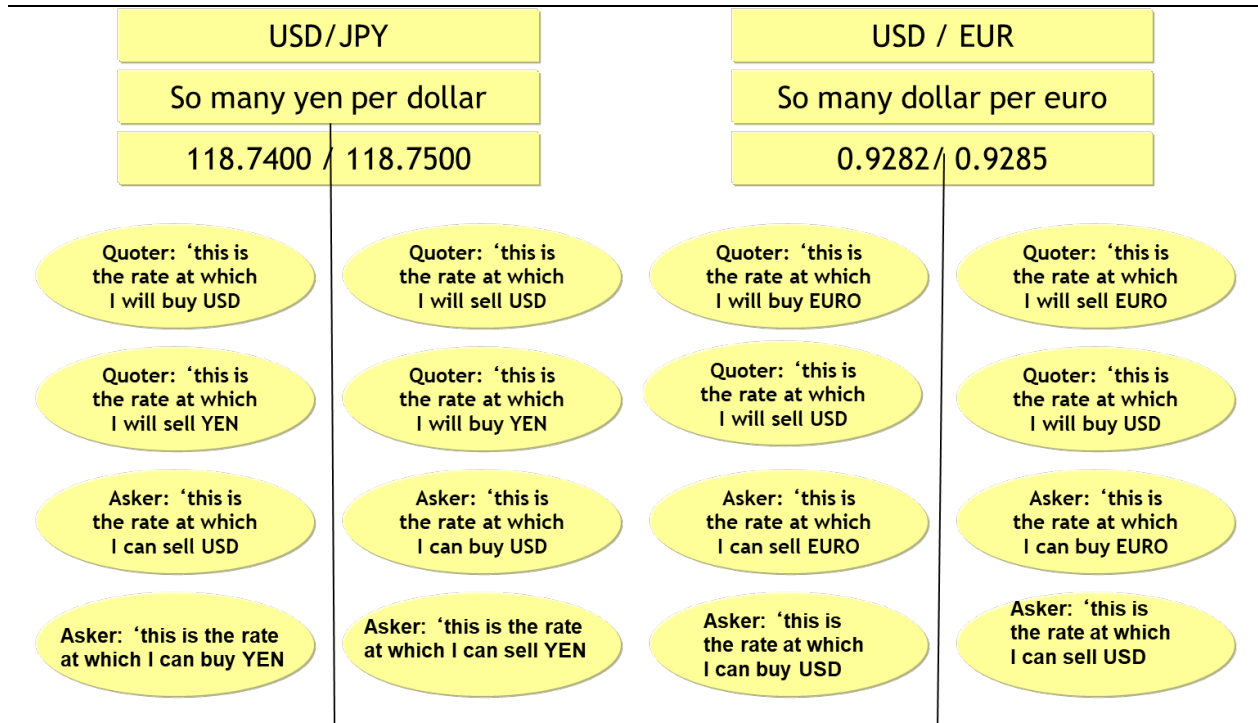 USD/JPY
So many yen per dollar
118.7400 / 118.7500
USD / EUR
So many dollar per euro
0.9282/ 0.9285
Quoter: ‘this is
the rate at which
I will buy USD
Quoter: ‘this is
the rate at which
I will sell USD
Quoter: ‘this is
the rate at which
I will buy EURO
Quoter: ‘this is
the rate at which
I will sell EURO
Quoter: ‘this is
the rate at which
I will sell YEN
Quoter: ‘this is
the rate at which
I will buy YEN
Quoter: ‘this is
the rate at which
I will sell USD
Quoter: ‘this is
the rate at which
I will buy USD
Asker: ‘this is
the rate at which
I can sell USD
Asker: ‘this is
the rate at which
I can buy USD
Asker: ‘this is
the rate at which
I can sell EURO
Asker: ‘this is
the rate at which
I can buy EURO
Asker: ‘this is the rate
at which I can buy YEN
Asker: ‘this is the rate
at which I can sell YEN
Asker: ‘this is
the rate at which
I can buy USD
Asker: ‘this is
the rate at which
I can sell USD